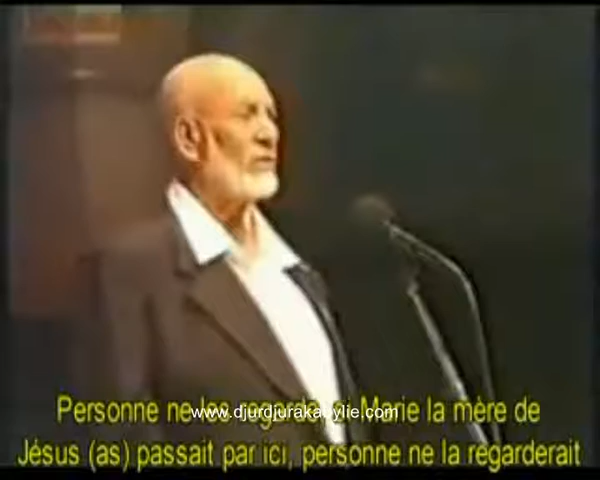 Personne ne les regarde, si Marie la mère de
www.djurdjurakabylie.com
Jésus (as) passait par ici, personne ne la regarderait